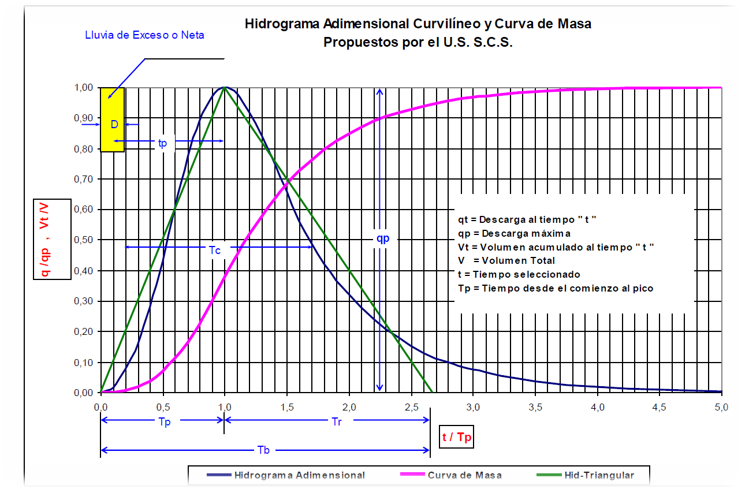 Hidrograma Adimensional Curvilíneo y Curva de Masa
Propuestos por el U.S. S.C.S.
Lluvia de Exceso o Neta
1,00
0,90
0,80
0,70
0,60
0,50
0,40
0,30
0,20
0,10
0,00
q /qp , Vt /V
D
tp
Tc
qp
qt = Descarga al tiempo " t "
qp = Descarga máxima
Vt = Volumen acumulado al tiempo " t "
V = Volumen Total
t = Tiempo seleccionado
Tp = Tiempo desde el comienzo al pico
0,0 0,5 1,0 1,5 2,0 2,5 3,0 3,5 4,0 4,5 5,0
Tp Tr
t / Tp
Tb
Hidrograma Adimensional Curva de Masa Hid-Triangular